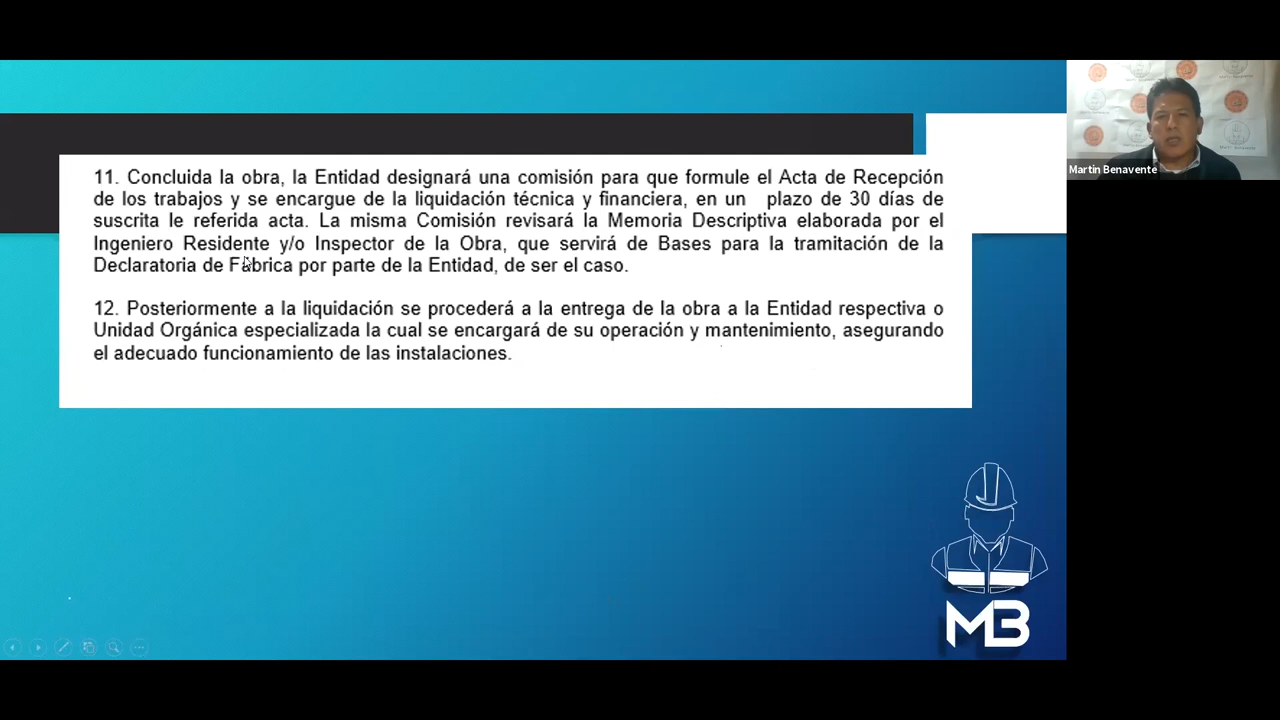 11. Concluida la obra, la Entidad designará una comisión para que formule el Acta de Recepción
de los trabajos y se encargue de la liquidación técnica y financiera, en un plazo de 30 días de
suscrita le referida acta. La misma Comisión revisará la Memoria Descriptiva elaborada por el
Ingeniero Residente y/o Inspector de la Obra, que servirá de Bases para la tramitación de la
Declaratoria de Fábrica por parte de la Entidad, de ser el caso.
12. Posteriormente a la liquidación se procederá a la entrega de la obra a la Entidad respectiva o
Unidad Orgánica especializada la cual se encargará de su operación y mantenimiento, asegurando
el adecuado funcionamiento de las instalaciones.
Martin Benavente
MB